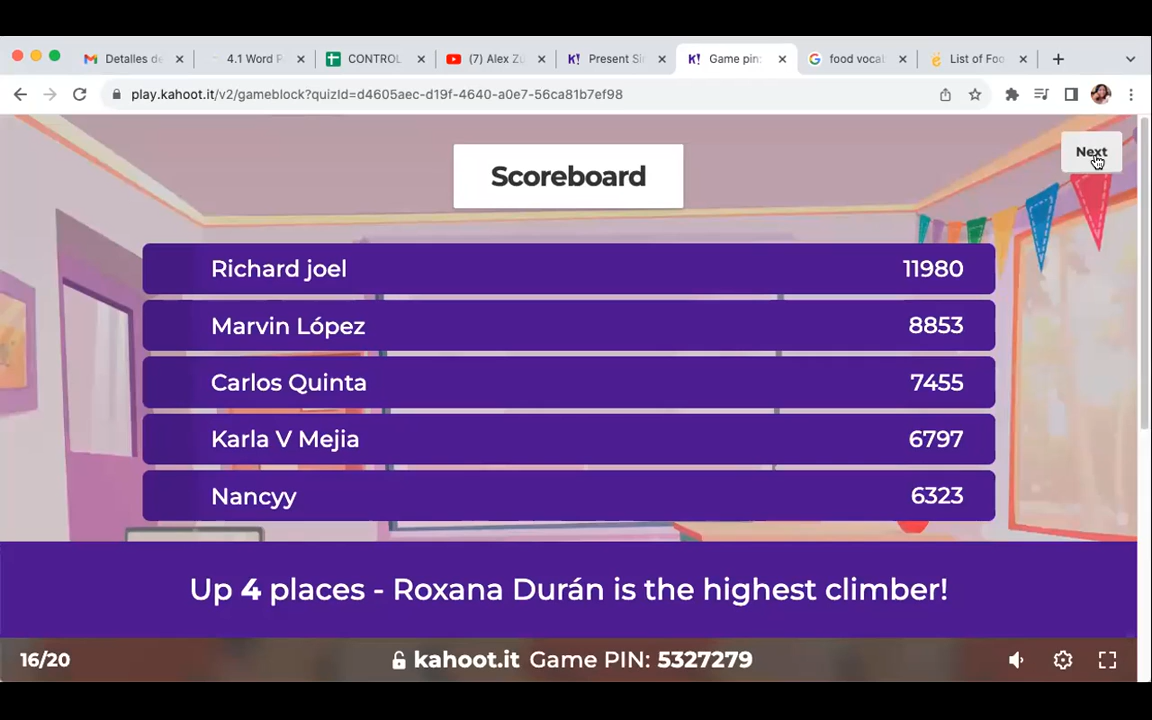 Detalles de
4.1 Word P
CONTROL
(7) Alex Zu
K! Present Si
K! Game pin:
food vocab
List of Foo
play.kahoot.it/v2/gameblock?quizId=d4605aec-d19f-4640-a0e7-56ca81b7ef98
Next
Scoreboard
Richard joel 11980
Marvin López 8853
Carlos Quinta 7455
Karla V Mejia 6797
Nancyy 6323
Up 4 places - Roxana Durán is the highest climber!
16/20 kahoot.it Game PIN: 5327279